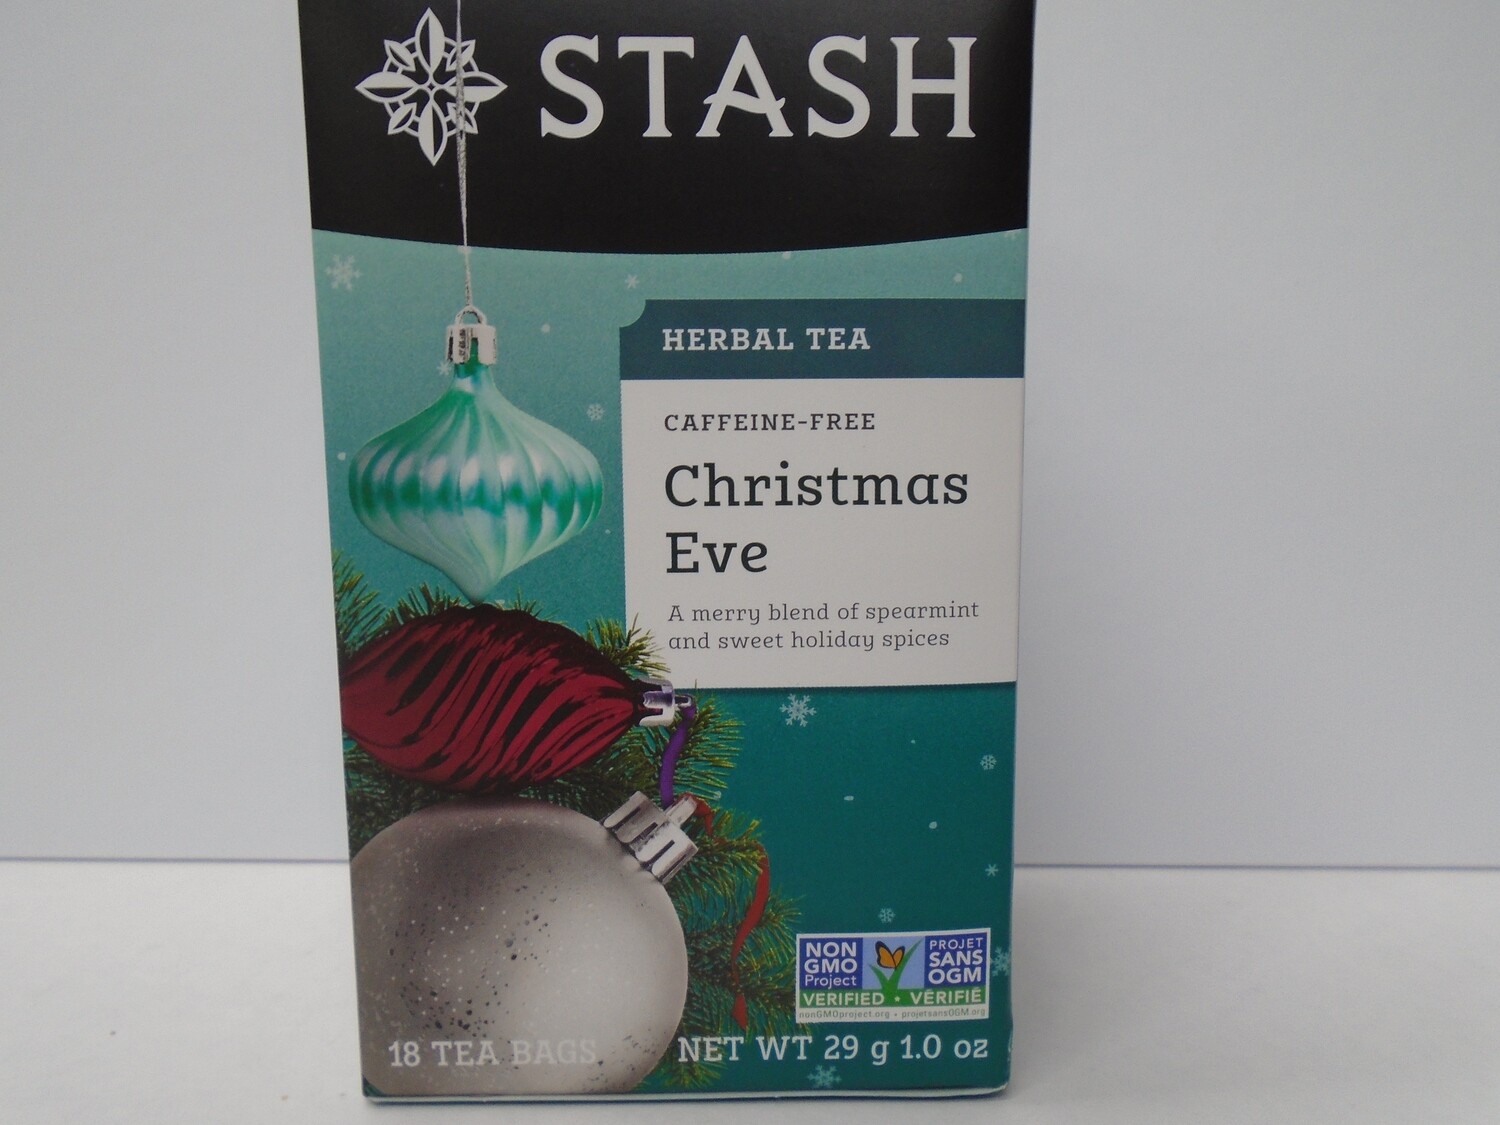 STASH
HERBAL TEA
CAFFEINE-FREE
Christmas
Eve
A merry blend of spearmint
and sweet holiday spices
NON
GMO
Project
PROJET
SANS
OGM
VERIFIED • VÉRIFIÉ
nonGMOproject.org • projetsansOGM.org
18 TEA BAGS
NET WT 29 g 1.0 oz